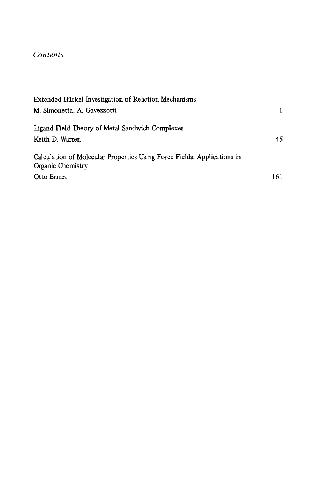 Contents
Extended Hückel Investigation of Reaction Mechanisms
M. Simonetta, A. Gavezzotti 1
Ligand Field Theory of Metal Sandwich Complexes
Keith D. Warren 45
Calculation of Molecular Properties Using Force Fields. Applications in
Organic Chemistry
Otto Ermer 161